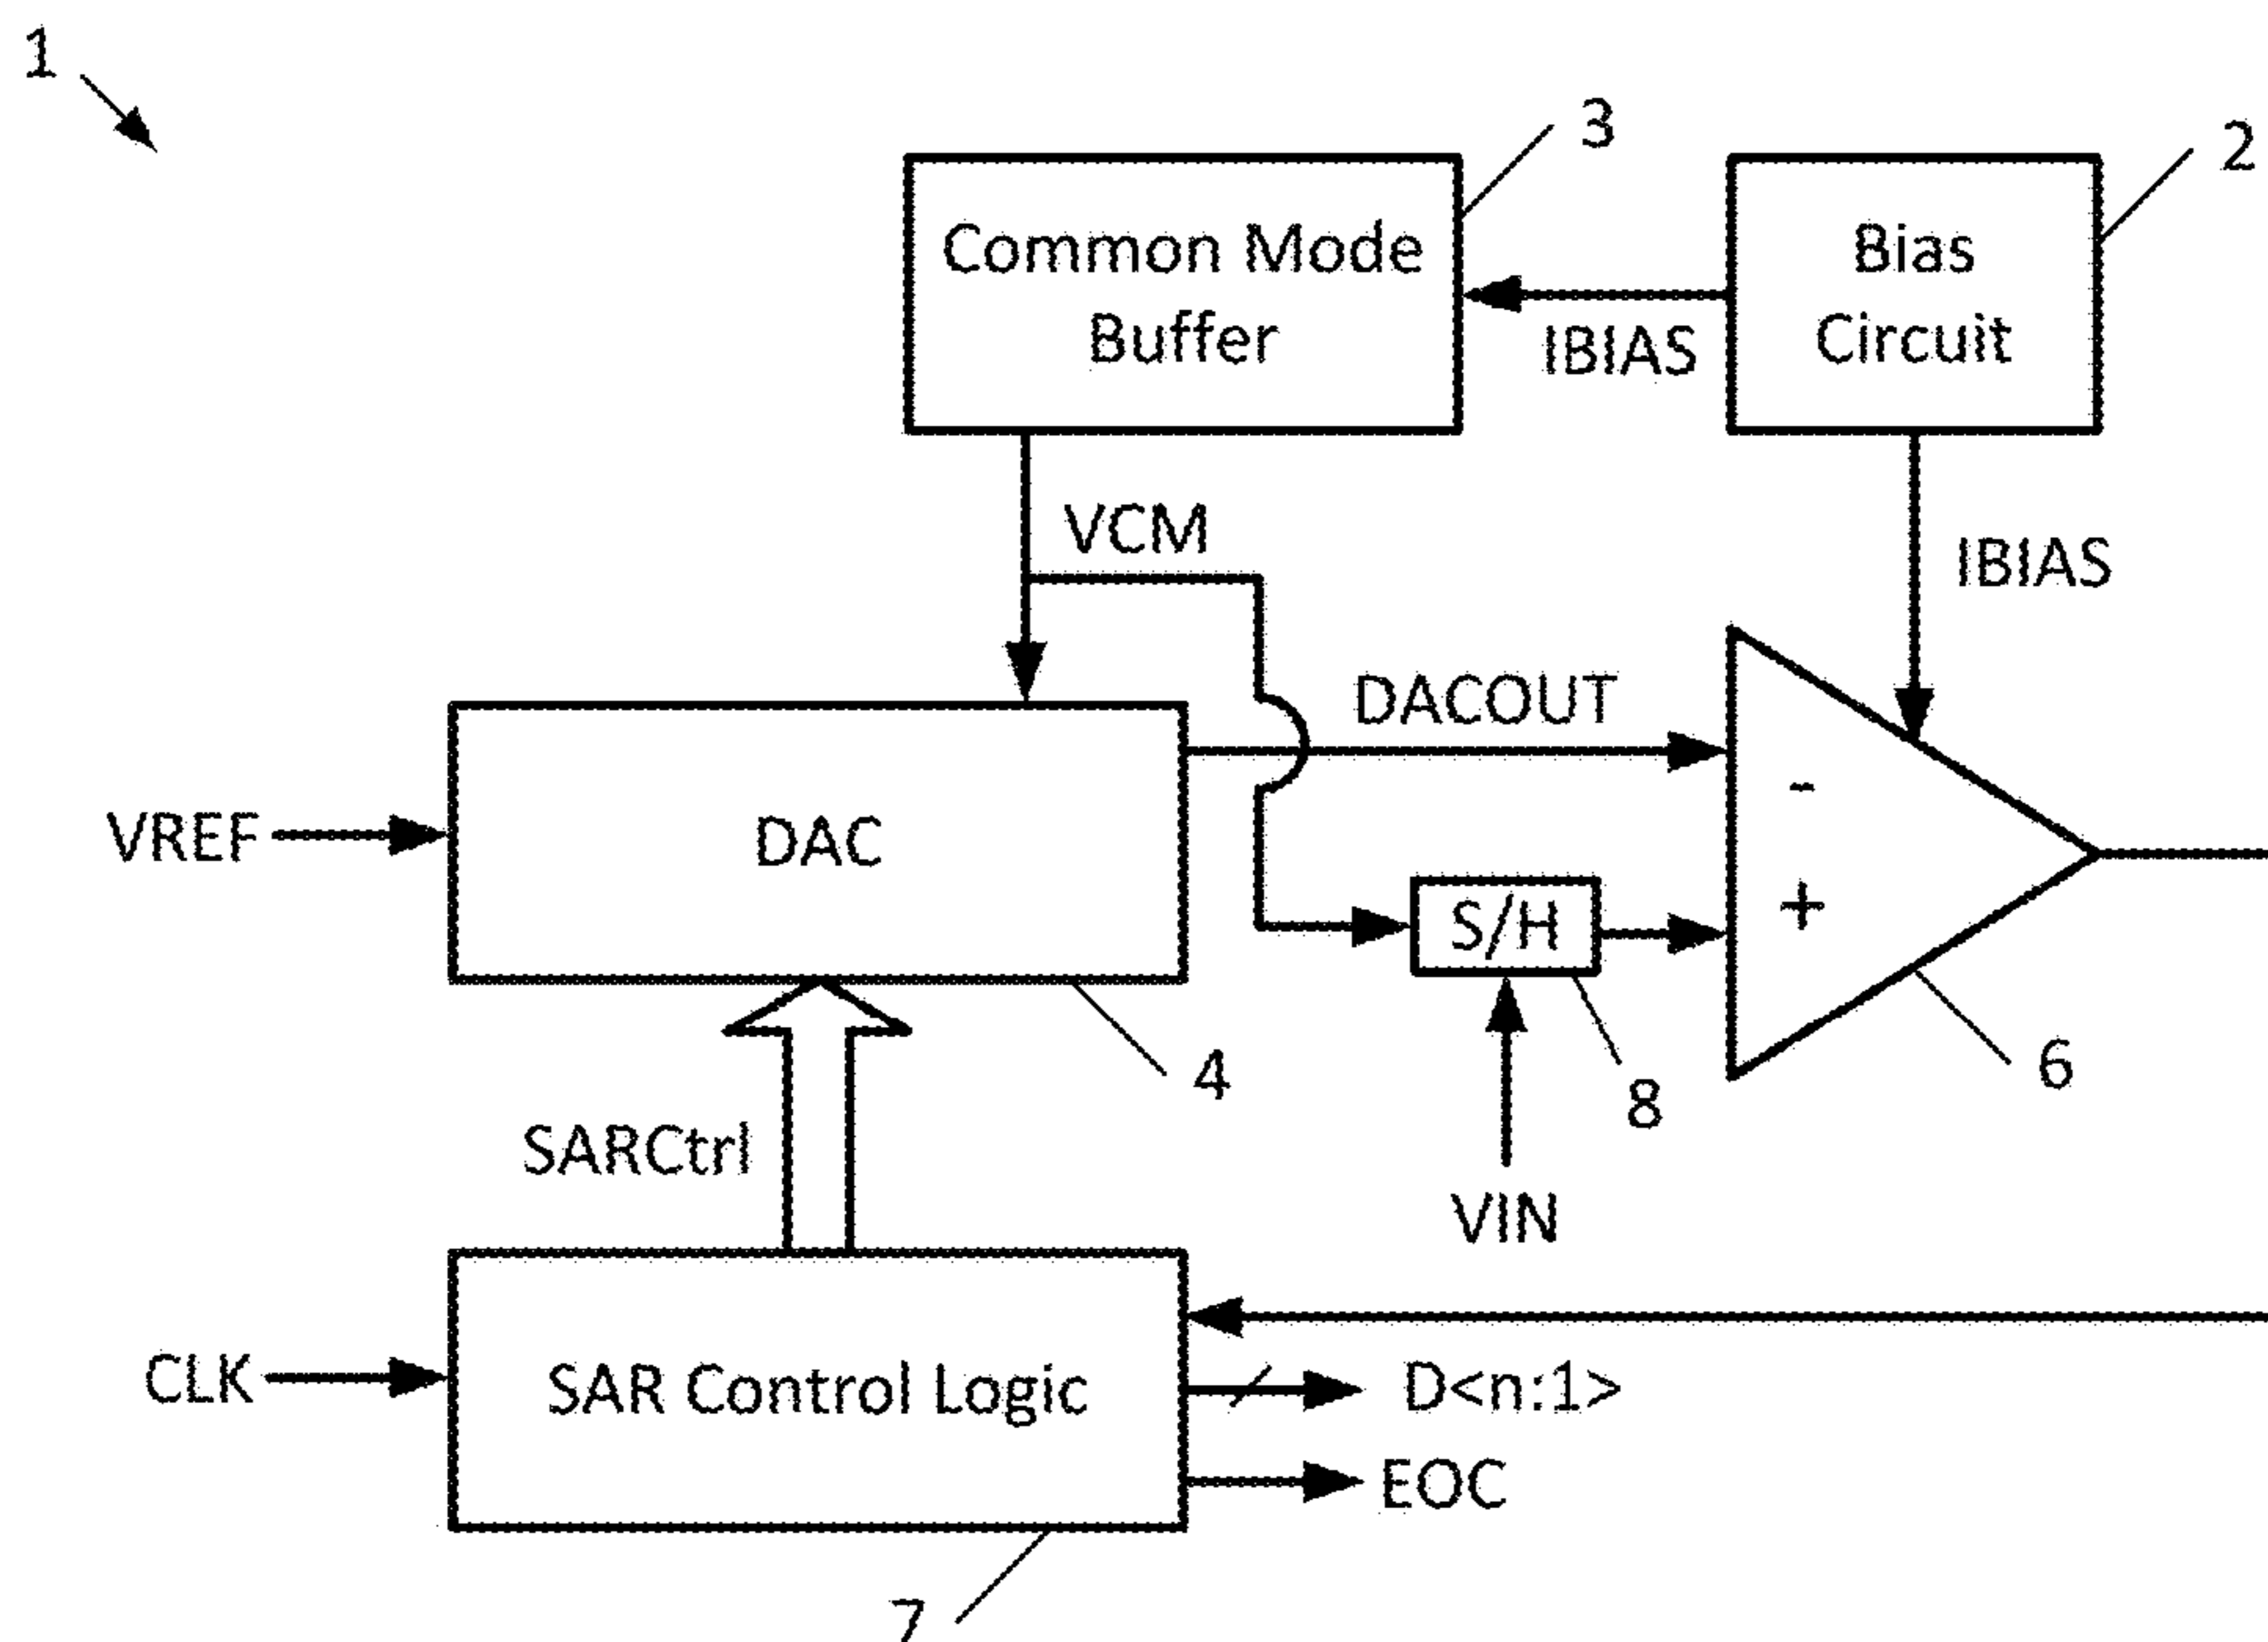 1
3
2
Common Mode
Buffer
Bias
Circuit
IBIAS
VCM
IBIAS
DACOUT
VREF
DAC
-
+
S/H
4
8
6
SARCtrl
VIN
CLK
SAR Control Logic
D<n:1>
EOC
7